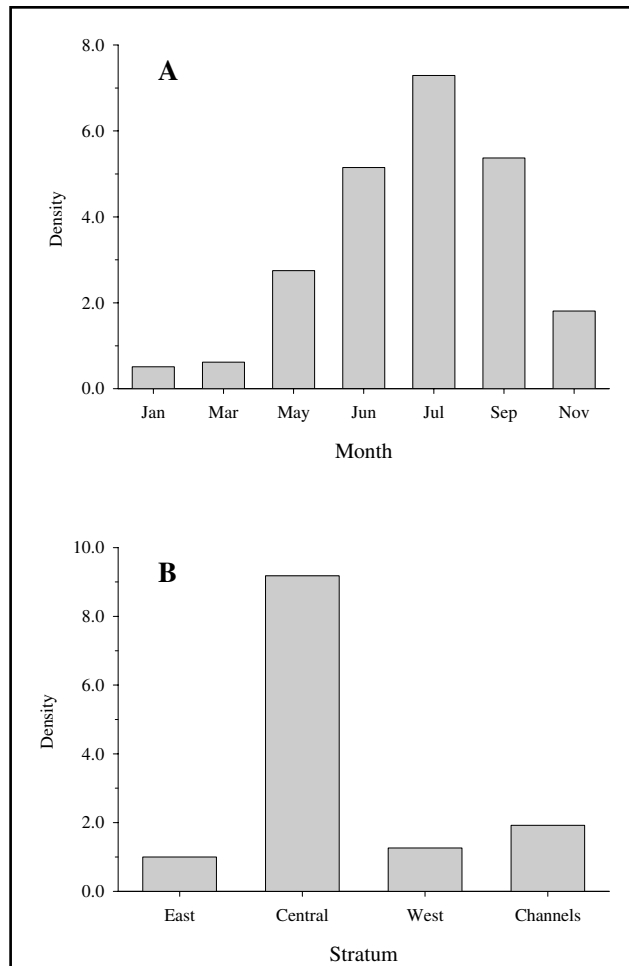 8.0
A
6.0
Density
4.0
2.0
0.0
Jan Mar May Jun Jul Sep Nov
Month
10.0
B
8.0
6.0
Density
4.0
2.0
0.0
East Central West Channels
Stratum